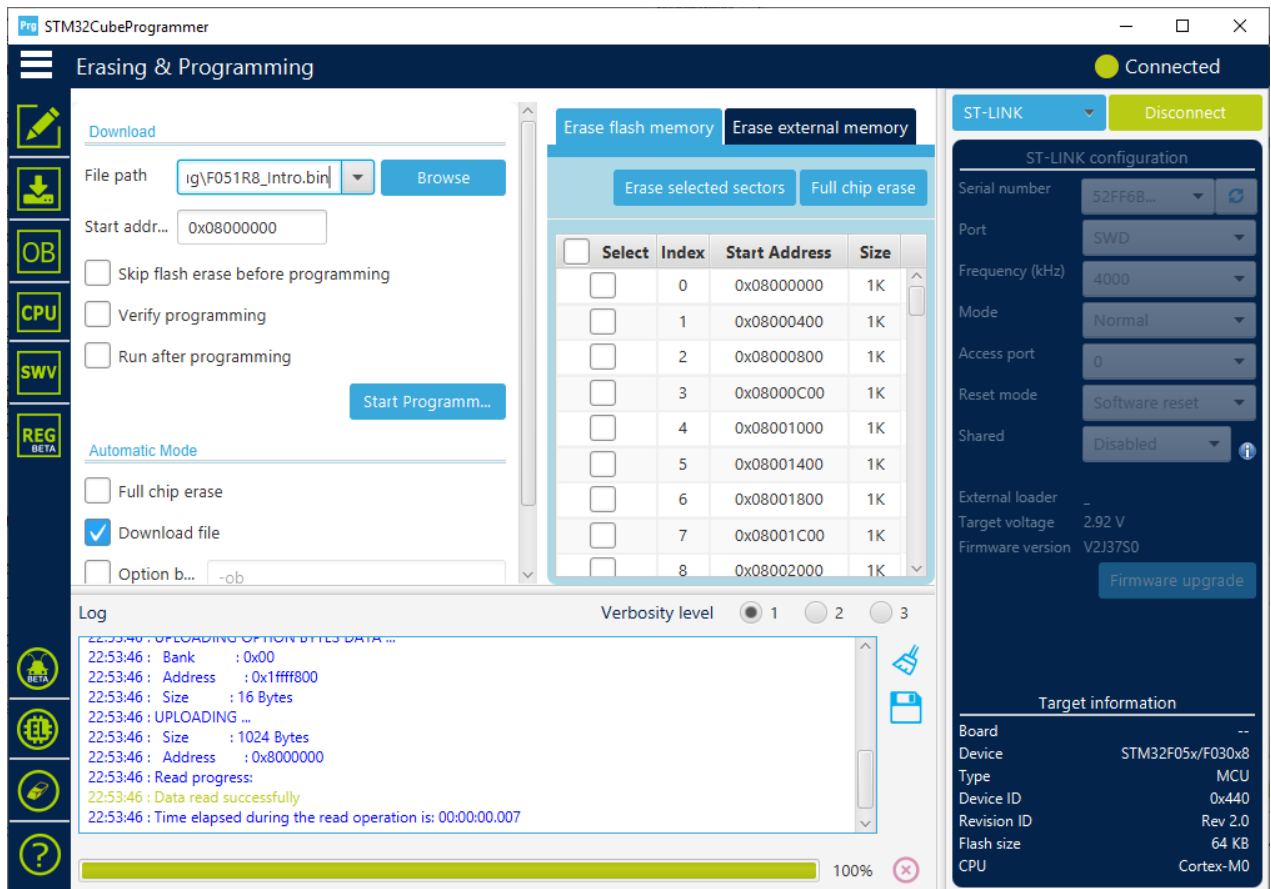 Prg STM32CubeProgrammer
Erasing & Programming
Connected
OB
CPU
SWV
REG
BETA
BETA
Download
File path ıg\F051R8_Intro.bin Browse
Start addr... 0x08000000
Skip flash erase before programming
Verify programming
Run after programming
Start Programm...
Automatic Mode
Full chip erase
Download file
Option b... -ob
Erase flash memory Erase external memory
Erase selected sectors Full chip erase
Select Index Start Address Size
0 0x08000000 1K
1 0x08000400 1K
2 0x08000800 1K
3 0x08000C00 1K
4 0x08001000 1K
5 0x08001400 1K
6 0x08001800 1K
7 0x08001C00 1K
8 0x08002000 1K
Log Verbosity level 1 2 3
22:53:46 : UPLOADING OPTION BYTES DATA ...
22:53:46 : Bank : 0x00
22:53:46 : Address : 0x1ffff800
22:53:46 : Size : 16 Bytes
22:53:46 : UPLOADING ...
22:53:46 : Size : 1024 Bytes
22:53:46 : Address : 0x8000000
22:53:46 : Read progress:
22:53:46 : Data read successfully
22:53:46 : Time elapsed during the read operation is: 00:00:00.007
100%
ST-LINK Disconnect
ST-LINK configuration
Serial number 52FF6B...
Port SWD
Frequency (kHz) 4000
Mode Normal
Access port 0
Reset mode Software reset
Shared Disabled
External loader _
Target voltage 2.92 V
Firmware version V2J37S0
Firmware upgrade
Target information
Board --
Device STM32F05x/F030x8
Type MCU
Device ID 0x440
Revision ID Rev 2.0
Flash size 64 KB
CPU Cortex-M0